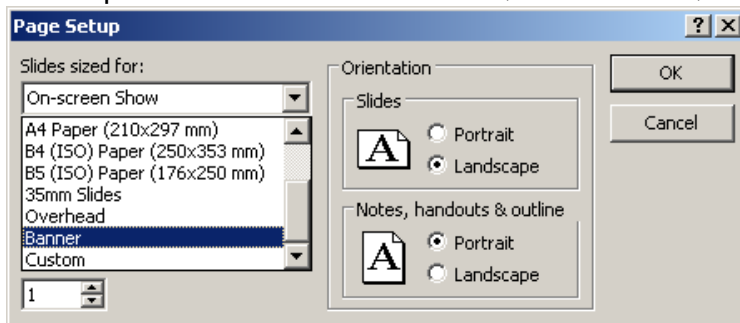 Page Setup
Slides sized for:
On-screen Show
A4 Paper (210x297 mm)
B4 (ISO) Paper (250x353 mm)
B5 (ISO) Paper (176x250 mm)
35mm Slides
Overhead
Banner
Custom
1
Orientation
Slides
A
Portrait
Landscape
Notes, handouts & outline
A
Portrait
Landscape
OK
Cancel